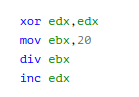 xor edx,edx
mov ebx,20
div ebx
inc edx